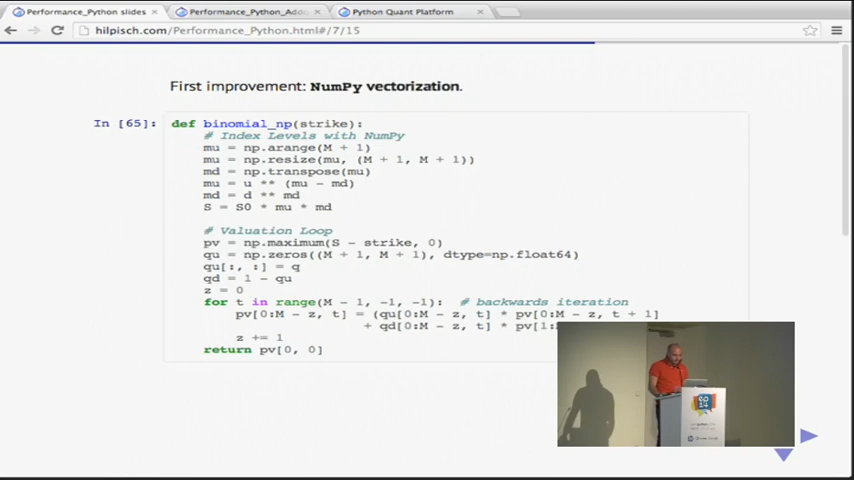 Performance_Python slides
Performance_Python_Add
Python Quant Platform
hilpisch.com/Performance_Python.html#/7/15
First improvement: NumPy vectorization.
In [65]:
def binomial_np(strike):
# Index Levels with NumPy
mu = np.arange(M + 1)
mu = np.resize(mu, (M + 1, M + 1))
md = np.transpose(mu)
mu = u ** (mu - md)
md = d ** md
S = S0 * mu * md
# Valuation Loop
pv = np.maximum(S - strike, 0)
qu = np.zeros((M + 1, M + 1), dtype=np.float64)
qu[:, :] = q
qd = 1 - qu
z = 0
for t in range(M - 1, -1, -1): # backwards iteration
pv[0:M - z, t] = (qu[0:M - z, t] * pv[0:M - z, t + 1]
+ qd[0:M - z, t] * pv[1:
z += 1
return pv[0, 0]